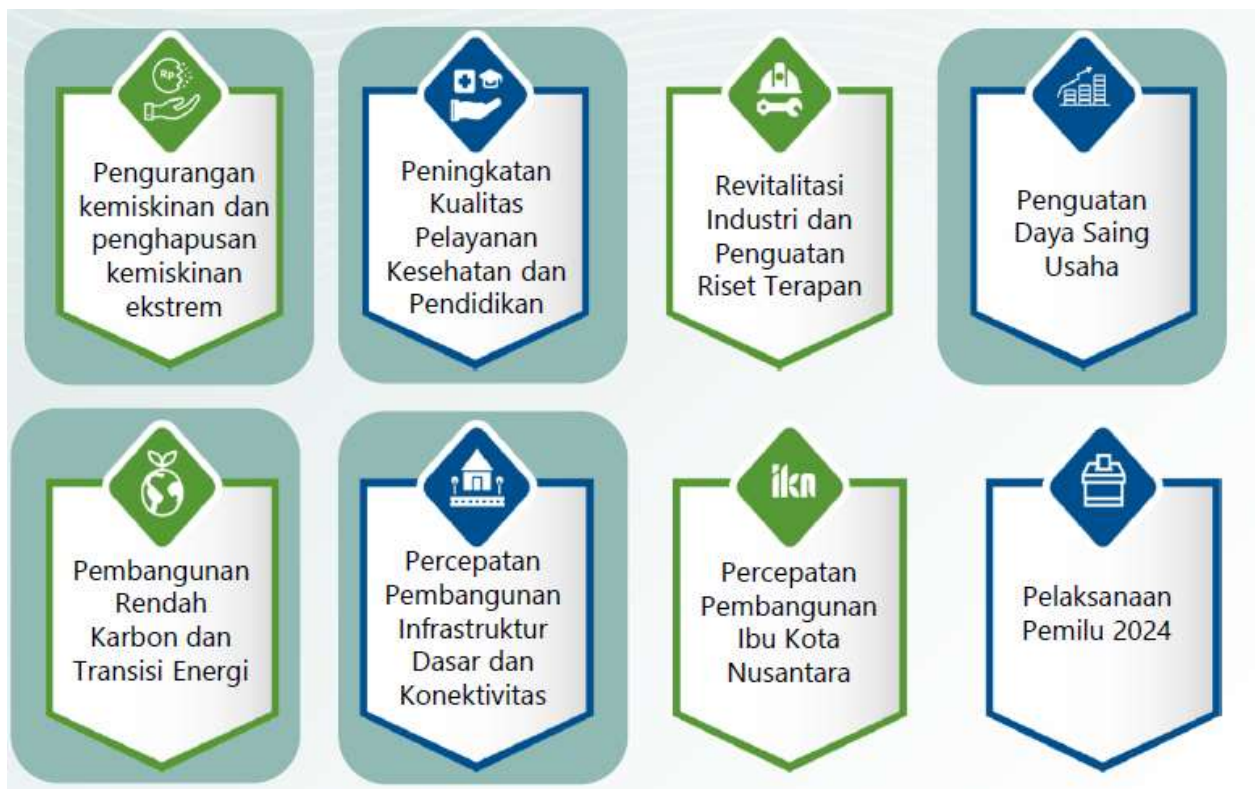 Rp
Pengurangan
kemiskinan dan
penghapusan
kemiskinan
ekstrem
Peningkatan
Kualitas
Pelayanan
Kesehatan dan
Pendidikan
Revitalitasi
Industri dan
Penguatan
Riset Terapan
Penguatan
Daya Saing
Usaha
Pembangunan
Rendah
Karbon dan
Transisi Energi
Percepatan
Pembangunan
Infrastruktur
Dasar dan
Konektivitas
ikn
Percepatan
Pembangunan
Ibu Kota
Nusantara
Pelaksanaan
Pemilu 2024